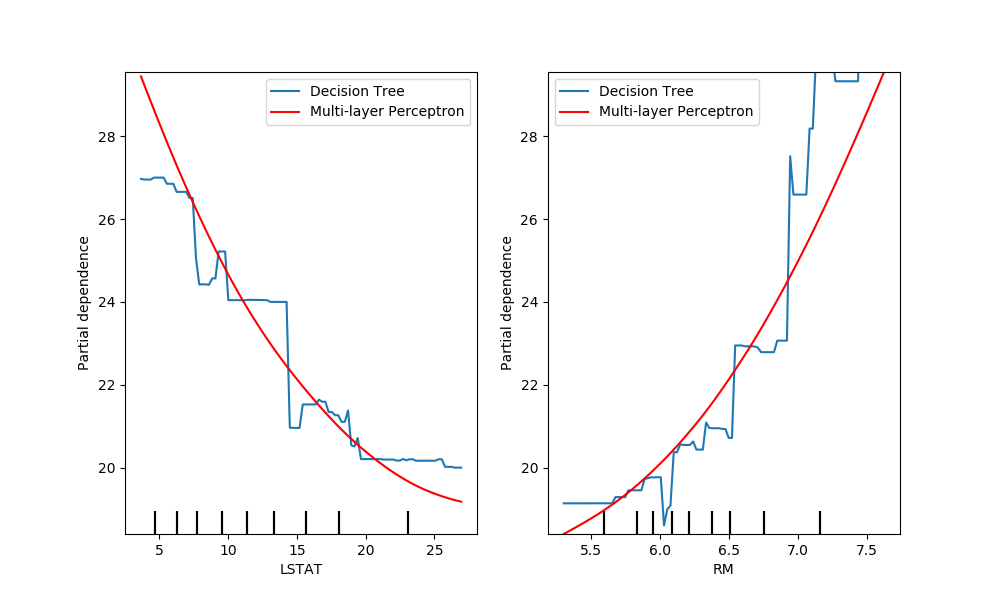 Decision Tree
Multi-layer Perceptron
Partial dependence
28
26
24
22
20
5
10
15
20
25
LSTAT
Decision Tree
Multi-layer Perceptron
Partial dependence
28
26
24
22
20
5.5
6.0
6.5
7.0
7.5
RM